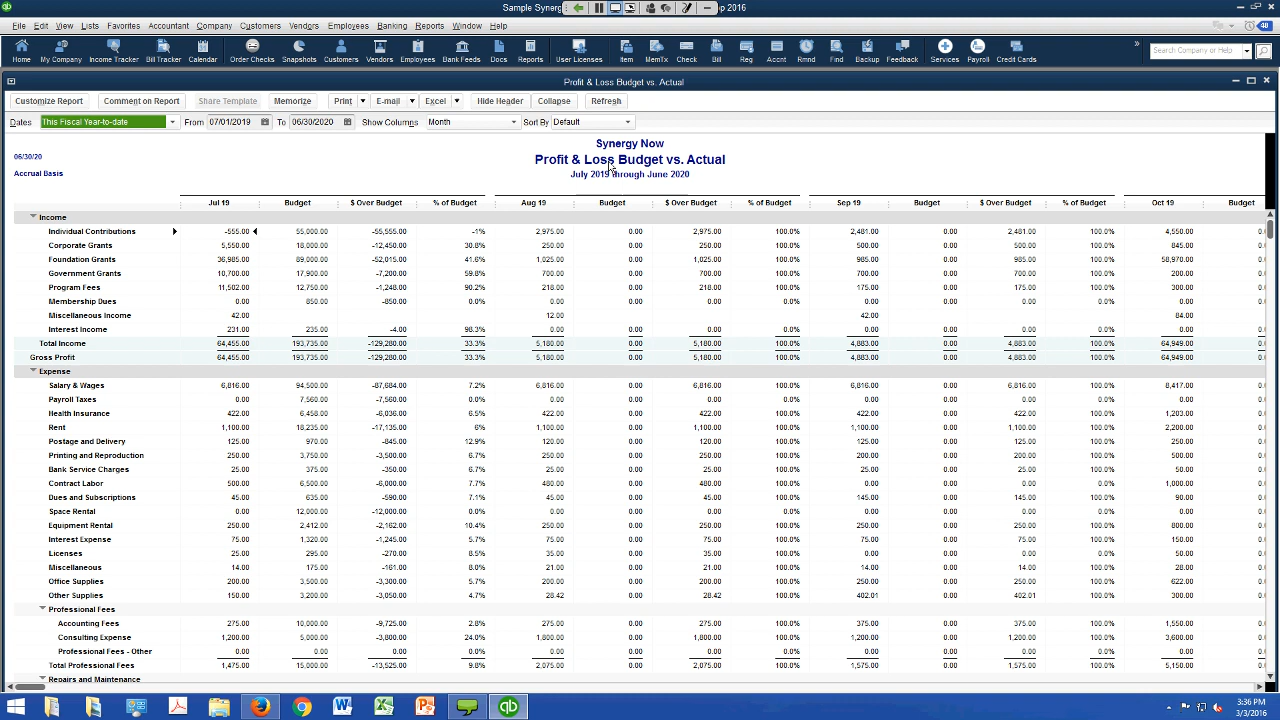 Sample Synerg op 2016
File Edit View Lists Favorites Accountant Company Customers Vendors Employees Banking Reports Window Help 48
Home My Company Income Tracker Bill Tracker Calendar Order Checks Snapshots Customers Vendors Employees Bank Feeds Docs Reports User Licenses Item MemTx Check Bill Reg Accnt Rmdr Find Backup Feedback Services Payroll Credit Cards Search Company or Help
Profit & Loss Budget vs. Actual
Customize Report Comment on Report Share Template Memorize Print E-mail Excel Hide Header Collapse Refresh
Dates This Fiscal Year-to-date From 07/01/2019 To 06/30/2020 Show Columns Month Sort By Default
Synergy Now
06/30/20 Profit & Loss Budget vs. Actual
Accrual Basis July 2019 through June 2020
Jul 19 Budget $ Over Budget % of Budget Aug 19 Budget $ Over Budget % of Budget Sep 19 Budget $ Over Budget % of Budget Oct 19 Budget
Income
Individual Contributions -555.00 55,000.00 -55,555.00 -1% 2,975.00 0.00 2,975.00 100.0% 2,481.00 0.00 2,481.00 100.0% 4,550.00 0.
Corporate Grants 5,550.00 18,000.00 -12,450.00 30.8% 250.00 0.00 250.00 100.0% 500.00 0.00 500.00 100.0% 845.00 0.
Foundation Grants 36,985.00 89,000.00 -52,015.00 41.6% 1,025.00 0.00 1,025.00 100.0% 985.00 0.00 985.00 100.0% 58,970.00 0.
Government Grants 10,700.00 17,900.00 -7,200.00 59.8% 700.00 0.00 700.00 100.0% 700.00 0.00 700.00 100.0% 200.00 0.
Program Fees 11,502.00 12,750.00 -1,248.00 90.2% 218.00 0.00 218.00 100.0% 175.00 0.00 175.00 100.0% 300.00 0.
Membership Dues 0.00 850.00 -850.00 0.0% 0.00 0.00 0.00 0.0% 0.00 0.00 0.00 0.0% 0.00 0.
Miscellaneous Income 42.00 12.00 42.00 84.00
Interest Income 231.00 235.00 -4.00 98.3% 0.00 0.00 0.00 0.0% 0.00 0.00 0.00 0.0% 0.00 0.
Total Income 64,455.00 193,735.00 -129,280.00 33.3% 5,180.00 0.00 5,180.00 100.0% 4,883.00 0.00 4,883.00 100.0% 64,949.00 0.
Gross Profit 64,455.00 193,735.00 -129,280.00 33.3% 5,180.00 0.00 5,180.00 100.0% 4,883.00 0.00 4,883.00 100.0% 64,949.00 0.
Expense
Salary & Wages 6,816.00 94,500.00 -87,684.00 7.2% 6,816.00 0.00 6,816.00 100.0% 6,816.00 0.00 6,816.00 100.0% 8,417.00 0.
Payroll Taxes 0.00 7,560.00 -7,560.00 0.0% 0.00 0.00 0.00 0.0% 0.00 0.00 0.00 0.0% 0.00 0.
Health Insurance 422.00 6,458.00 -6,036.00 6.5% 422.00 0.00 422.00 100.0% 422.00 0.00 422.00 100.0% 1,203.00 0.
Rent 1,100.00 18,235.00 -17,135.00 6% 1,100.00 0.00 1,100.00 100.0% 1,100.00 0.00 1,100.00 100.0% 2,200.00 0.
Postage and Delivery 125.00 970.00 -845.00 12.9% 120.00 0.00 120.00 100.0% 125.00 0.00 125.00 100.0% 250.00 0.
Printing and Reproduction 250.00 3,750.00 -3,500.00 6.7% 200.00 0.00 200.00 100.0% 200.00 0.00 200.00 100.0% 500.00 0.
Bank Service Charges 25.00 375.00 -350.00 6.7% 25.00 0.00 25.00 100.0% 25.00 0.00 25.00 100.0% 50.00 0.
Contract Labor 500.00 6,500.00 -6,000.00 7.7% 480.00 0.00 480.00 100.0% 0.00 0.00 0.00 0.0% 1,000.00 0.
Dues and Subscriptions 45.00 635.00 -590.00 7.1% 45.00 0.00 45.00 100.0% 145.00 0.00 145.00 100.0% 90.00 0.
Space Rental 0.00 12,000.00 -12,000.00 0.0% 0.00 0.00 0.00 0.0% 0.00 0.00 0.00 0.0% 0.00 0.
Equipment Rental 250.00 2,412.00 -2,162.00 10.4% 250.00 0.00 250.00 100.0% 250.00 0.00 250.00 100.0% 800.00 0.
Interest Expense 75.00 1,320.00 -1,245.00 5.7% 75.00 0.00 75.00 100.0% 75.00 0.00 75.00 100.0% 150.00 0.
Licenses 25.00 295.00 -270.00 8.5% 35.00 0.00 35.00 100.0% 0.00 0.00 0.00 0.0% 50.00 0.
Miscellaneous 14.00 175.00 -161.00 8.0% 21.00 0.00 21.00 100.0% 14.00 0.00 14.00 100.0% 28.00 0.
Office Supplies 200.00 3,500.00 -3,300.00 5.7% 200.00 0.00 200.00 100.0% 250.00 0.00 250.00 100.0% 622.00 0.
Other Supplies 150.00 3,200.00 -3,050.00 4.7% 28.42 0.00 28.42 100.0% 402.01 0.00 402.01 100.0% 300.00 0.
Professional Fees
Accounting Fees 275.00 10,000.00 -9,725.00 2.8% 275.00 0.00 275.00 100.0% 375.00 0.00 375.00 100.0% 1,550.00 0.
Consulting Expense 1,200.00 5,000.00 -3,800.00 24.0% 1,800.00 0.00 1,800.00 100.0% 1,200.00 0.00 1,200.00 100.0% 3,600.00 0.
Professional Fees - Other 0.00 0.00 0.00 0.0% 0.00 0.00 0.00 0.0% 0.00 0.00 0.00 0.0% 0.00 0.
Total Professional Fees 1,475.00 15,000.00 -13,525.00 9.8% 2,075.00 0.00 2,075.00 100.0% 1,575.00 0.00 1,575.00 100.0% 5,150.00 0.
Repairs and Maintenance
3:36 PM
3/3/2016